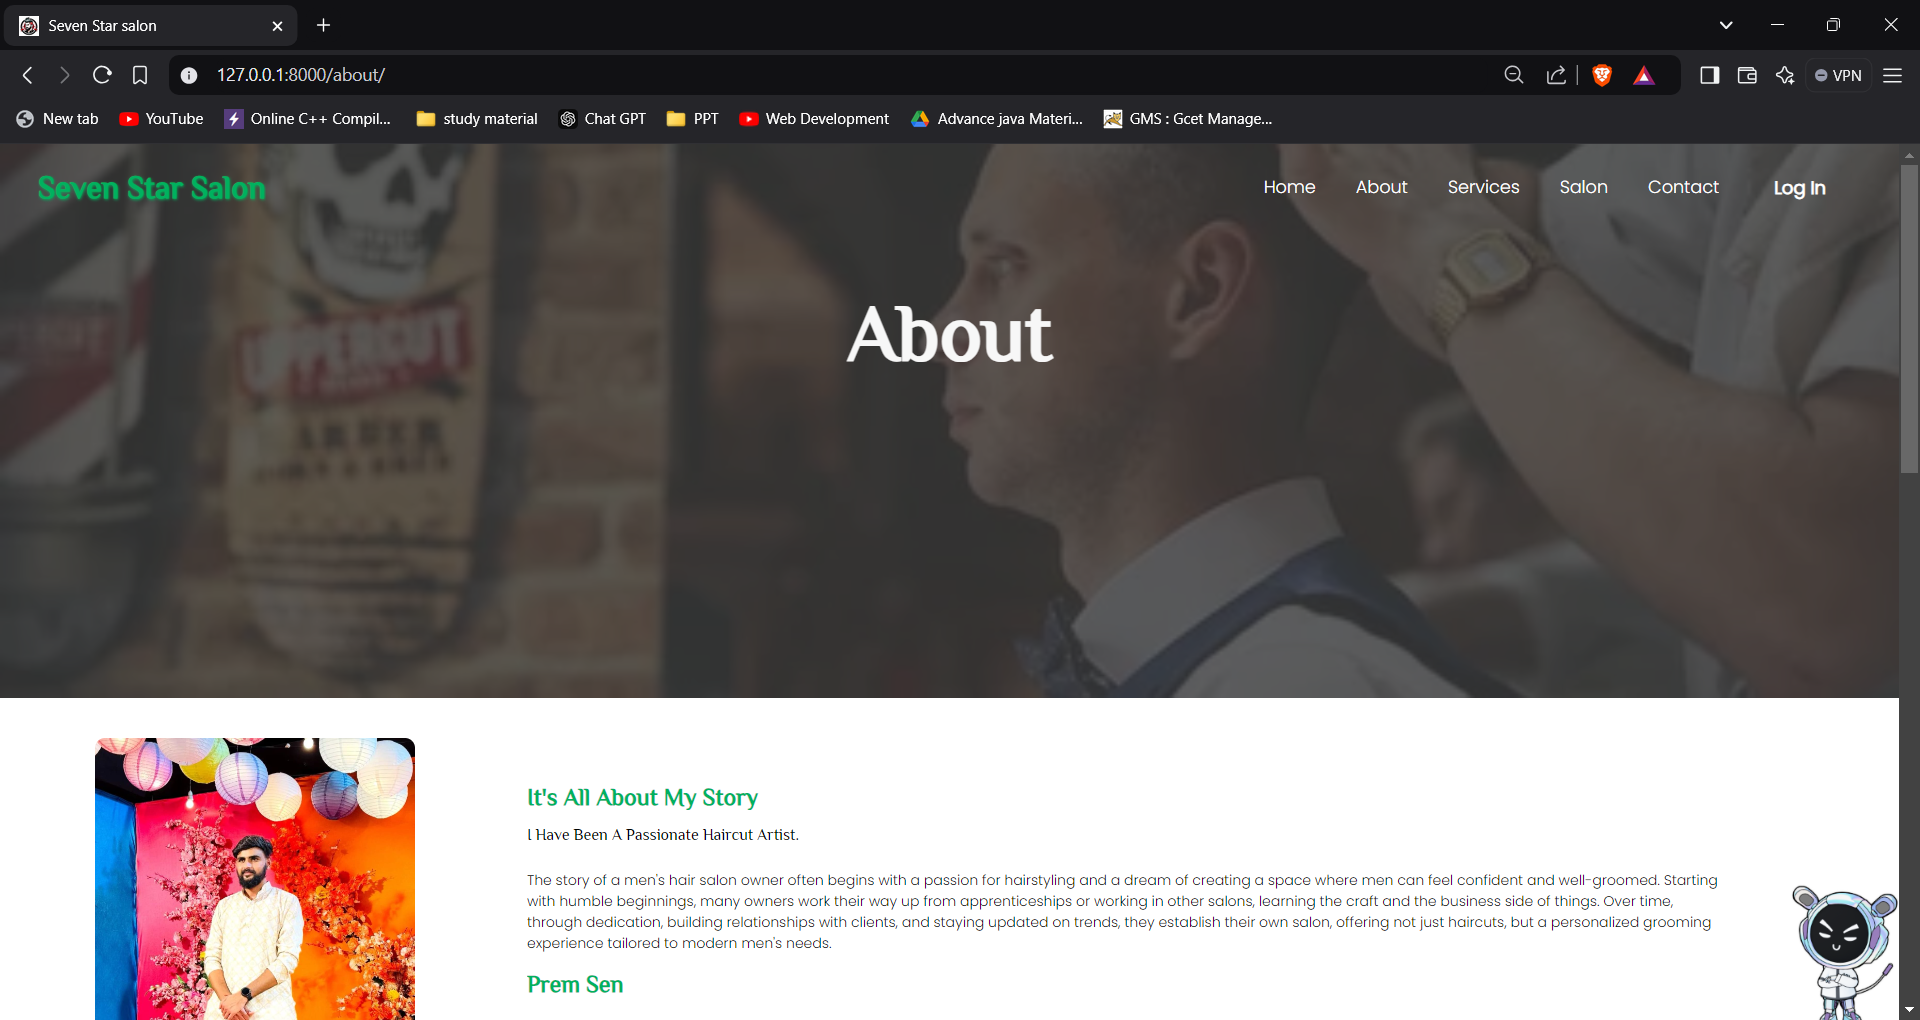 Seven Star salon
127.0.0.1:8000/about/
VPN
New tab
YouTube
Online C++ Compil...
study material
Chat GPT
PPT
Web Development
Advance java Materi...
GMS : Gcet Manage...
Seven Star Salon
Home
About
Services
Salon
Contact
Log In
UPPERCUT
About
It's All About My Story
I Have Been A Passionate Haircut Artist.
The story of a men's hair salon owner often begins with a passion for hairstyling and a dream of creating a space where men can feel confident and well-groomed. Starting
with humble beginnings, many owners work their way up from apprenticeships or working in other salons, learning the craft and the business side of things. Over time,
through dedication, building relationships with clients, and staying updated on trends, they establish their own salon, offering not just haircuts, but a personalized grooming
experience tailored to modern men's needs.
Prem Sen